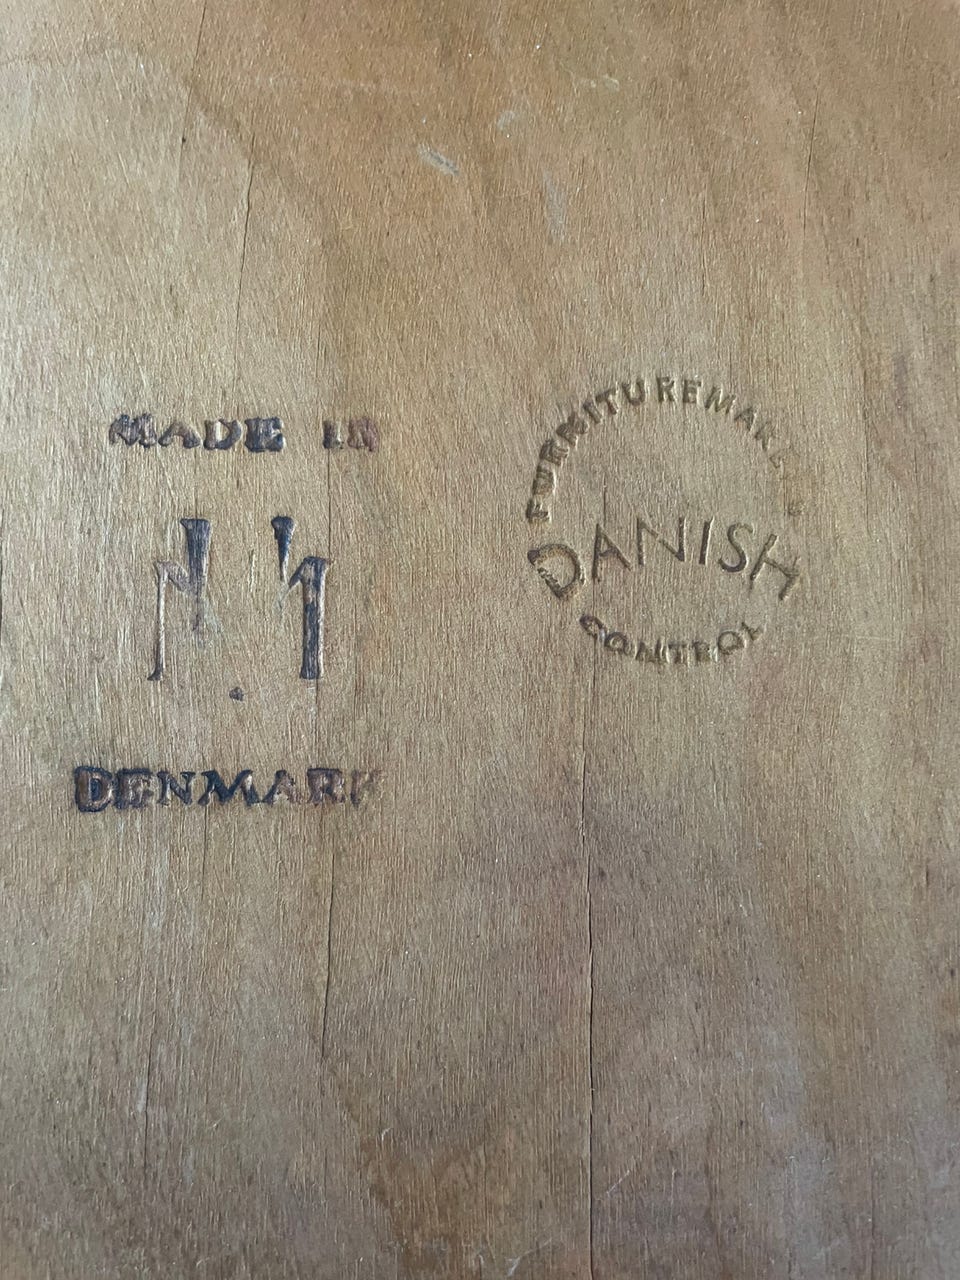 MADE IN
DENMARK
FURNITUREMAKERS
DANISH
CONTROL